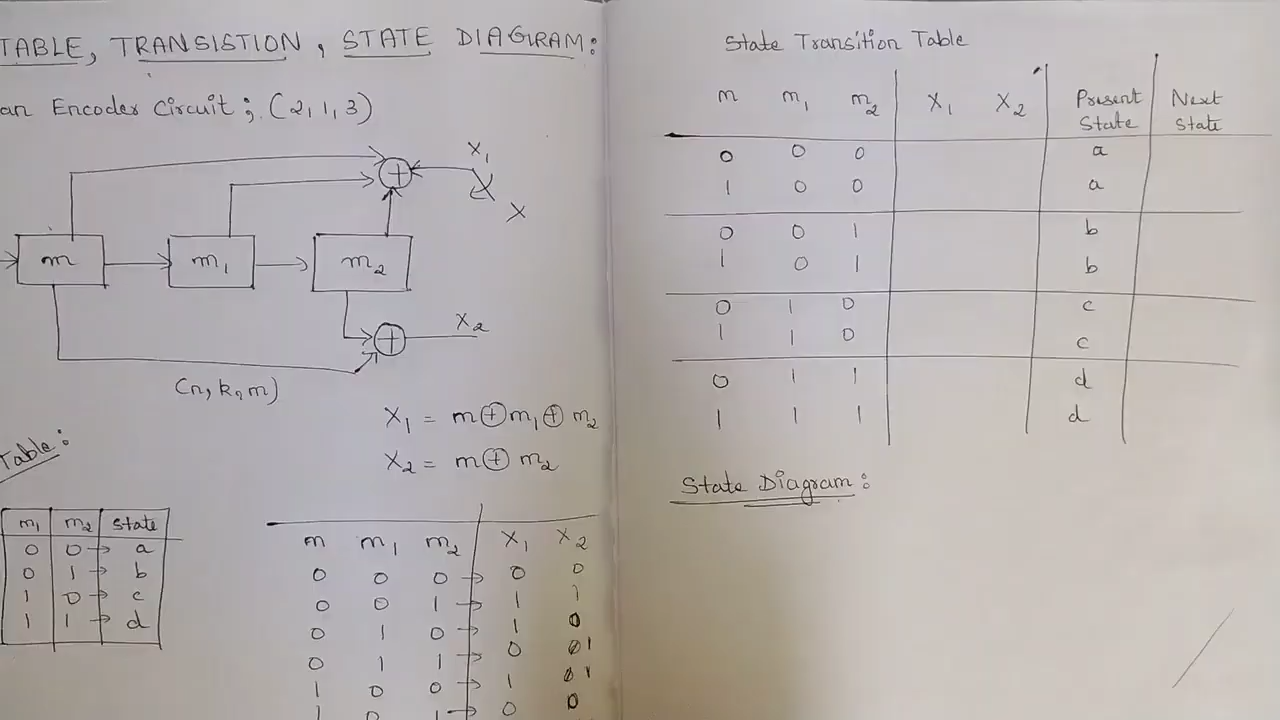 TABLE, TRANSISTION, STATE DIAGRAM:
an Encoder Circuit; (2,1,3)
X1
X
m m1 m2
X2
(n, k, m)
X1 = m⊕m1⊕m2
X2 = m⊕m2
Table:
m1 m2 State
0 0 → a
0 1 → b
1 0 → c
1 1 → d
m m1 m2 X1 X2
0 0 0 → 0 0
0 0 1 → 1 1
0 1 0 → 1 0
0 1 1 → 0 1
1 0 0 → 1 1
1 0 1 → 0 0
State Transition Table
m m1 m2 X1 X2 Present State Next State
0 0 0 a
1 0 0 a
0 0 1 b
1 0 1 b
0 1 0 c
1 1 0 c
0 1 1 d
1 1 1 d
State Diagram: